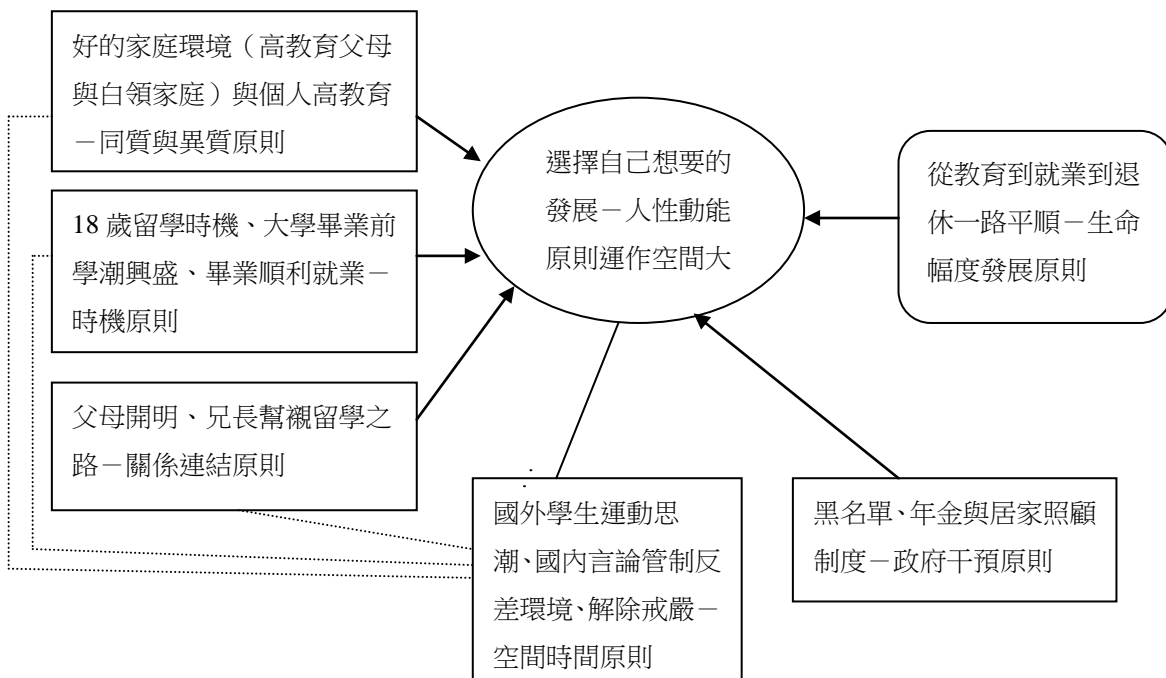 好的家庭環境（高教育父母
與白領家庭）與個人高教育
－同質與異質原則
18 歲留學時機、大學畢業前
學潮興盛、畢業順利就業－
時機原則
父母開明、兄長幫襯留學之
路－關係連結原則
選擇自己想要的
發展－人性動能
原則運作空間大
從教育到就業到退
休一路平順－生命
幅度發展原則
國外學生運動思
潮、國內言論管制反
差環境、解除戒嚴－
空間時間原則
黑名單、年金與居家照顧
制度－政府干預原則